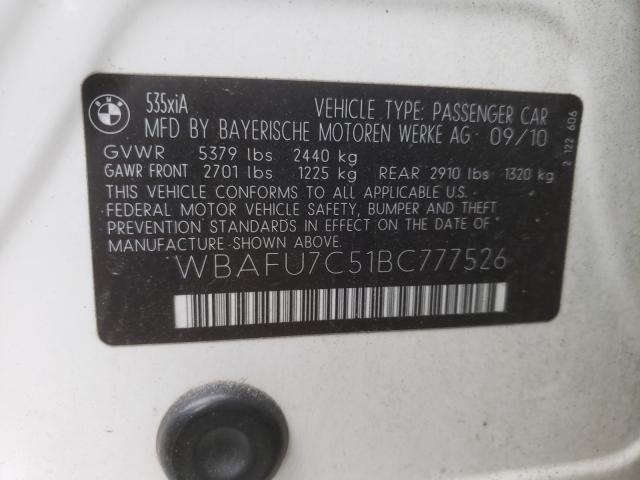 BMW
535xiA VEHICLE TYPE: PASSENGER CAR
MFD BY BAYERISCHE MOTOREN WERKE AG 09/10
GVWR 5379 lbs 2440 kg
GAWR FRONT 2701 lbs 1225 kg REAR 2910 lbs 1320 kg
THIS VEHICLE CONFORMS TO ALL APPLICABLE U.S.
FEDERAL MOTOR VEHICLE SAFETY, BUMPER AND THEFT
PREVENTION STANDARDS IN EFFECT ON THE DATE OF
MANUFACTURE SHOWN ABOVE.
WBAFU7C51BC777526
2 122 606